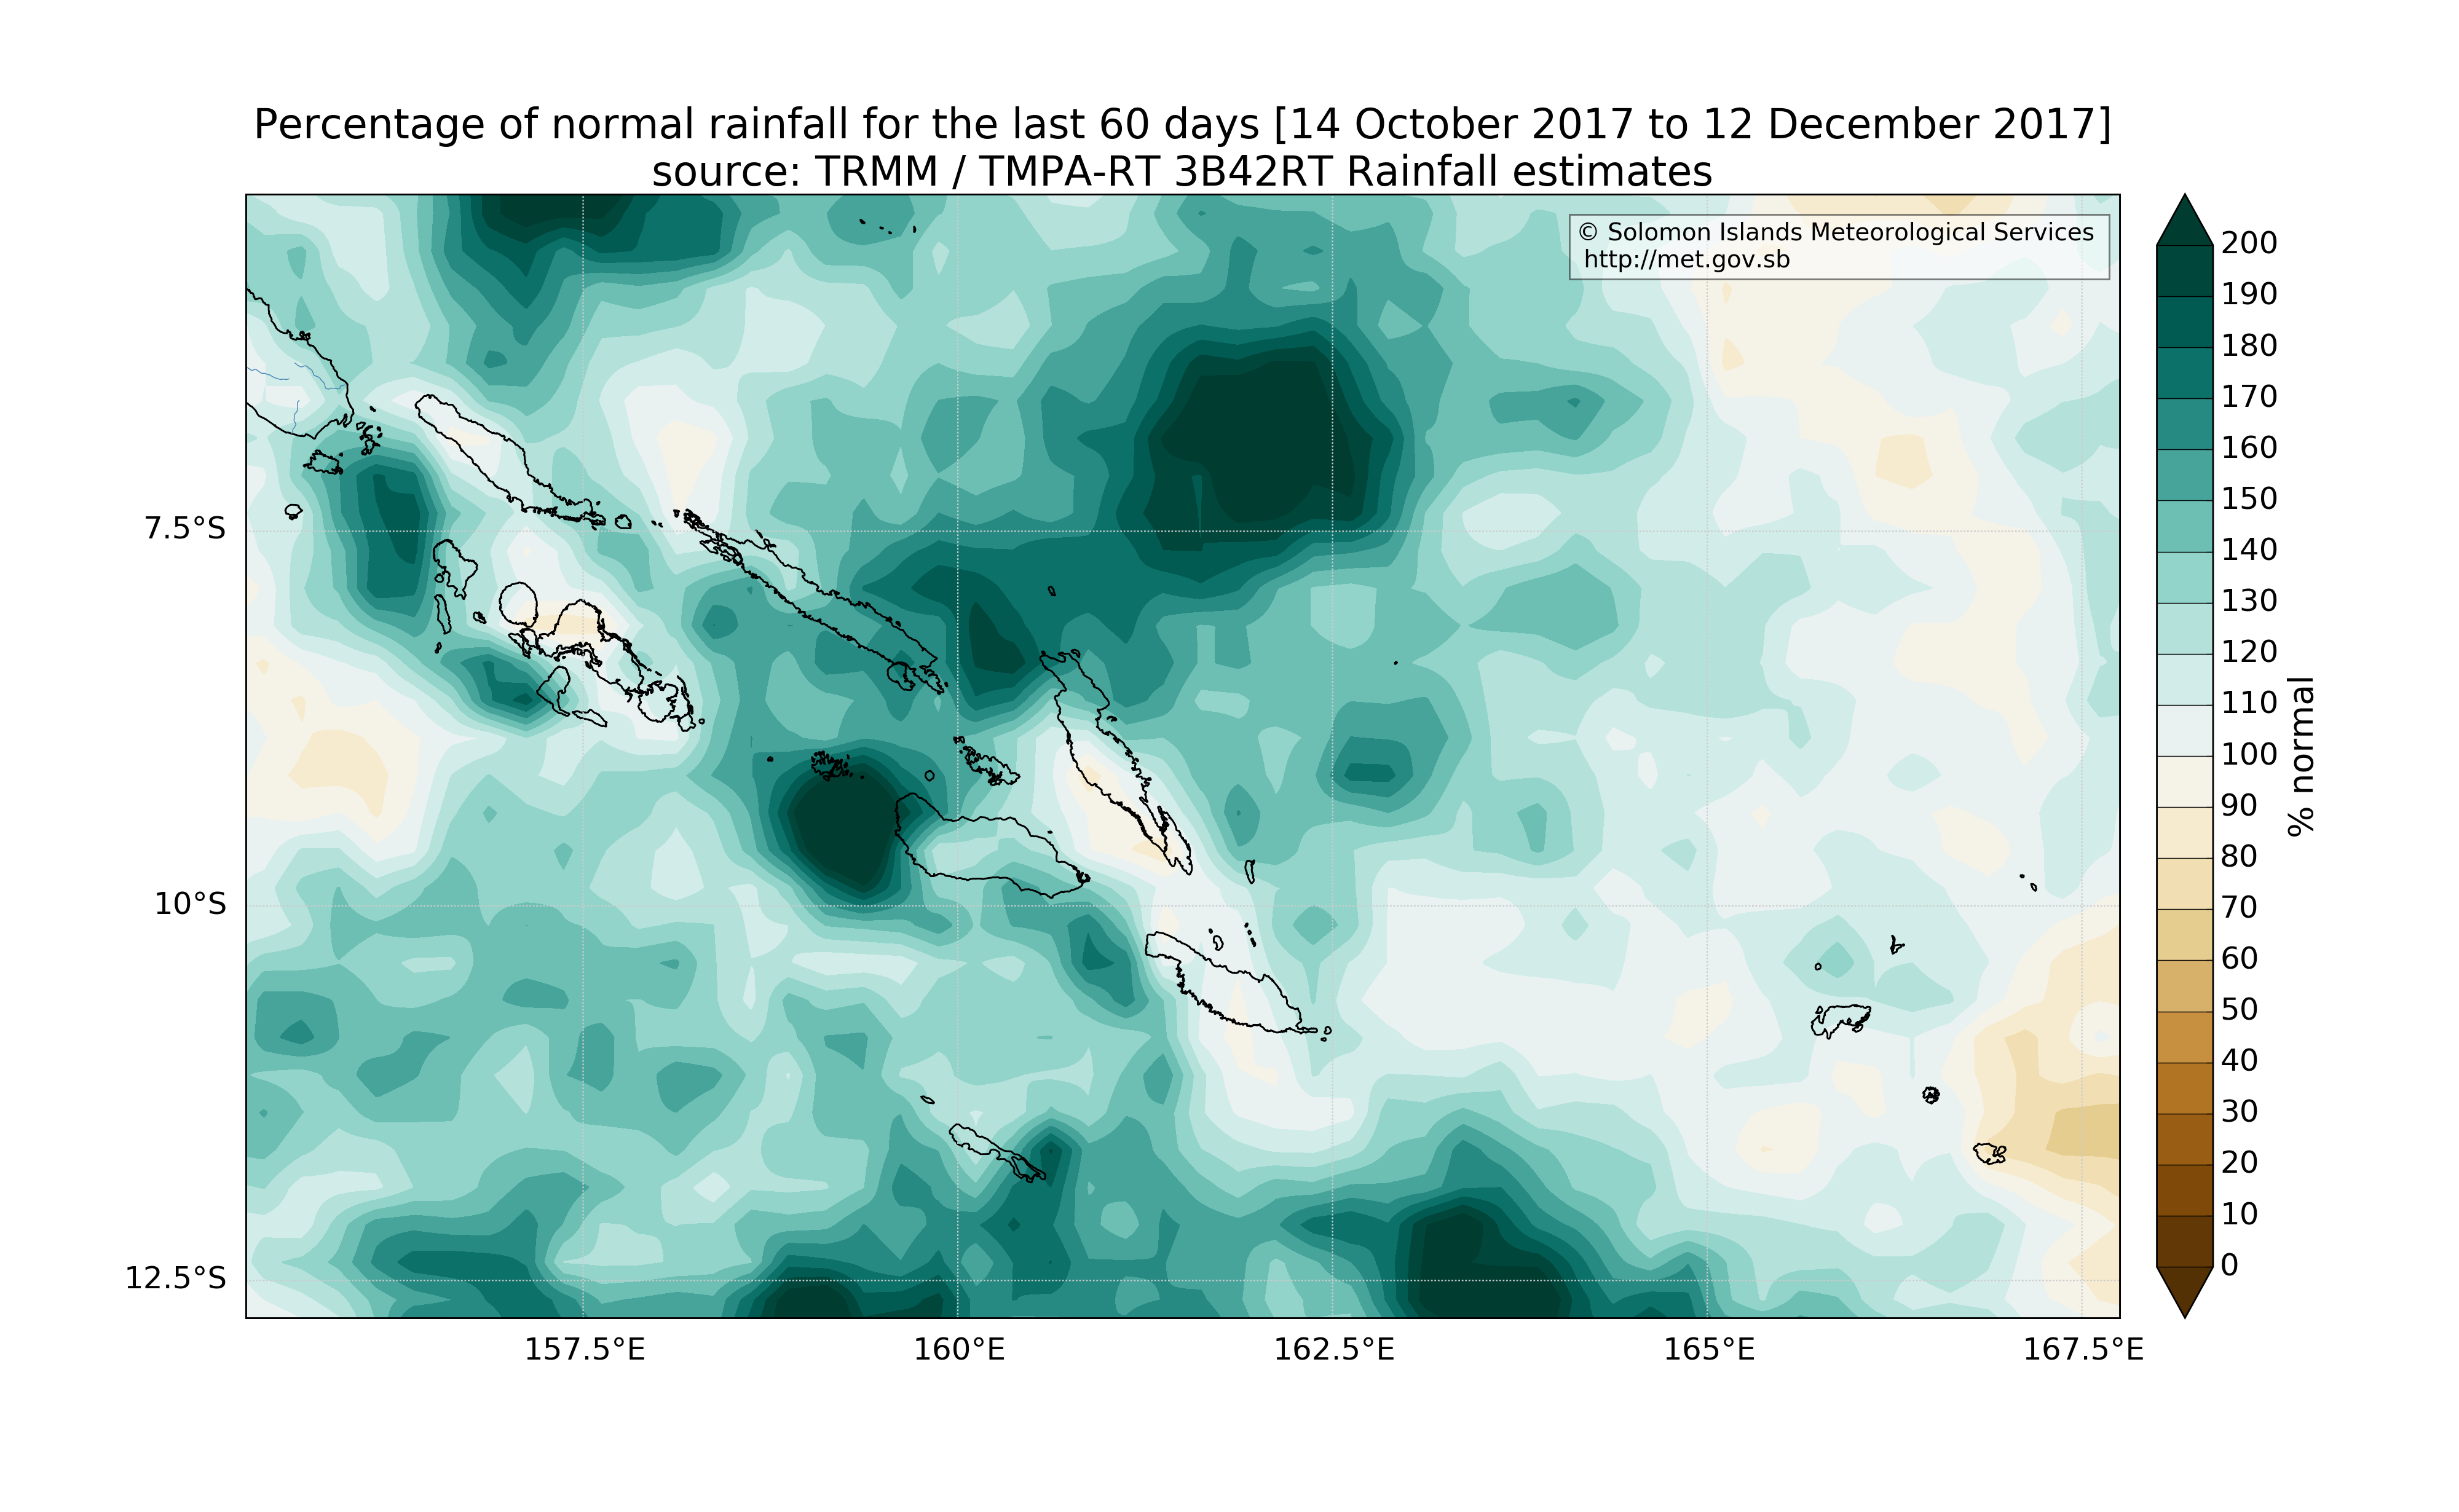 Percentage of normal rainfall for the last 60 days [14 October 2017 to 12 December 2017]
source: TRMM / TMPA-RT 3B42RT Rainfall estimates
© Solomon Islands Meteorological Services
http://met.gov.sb
7.5°S
10°S
12.5°S
157.5°E
160°E
162.5°E
165°E
167.5°E
200
190
180
170
160
150
140
130
120
110
100
90
80
70
60
50
40
30
20
10
0
% normal